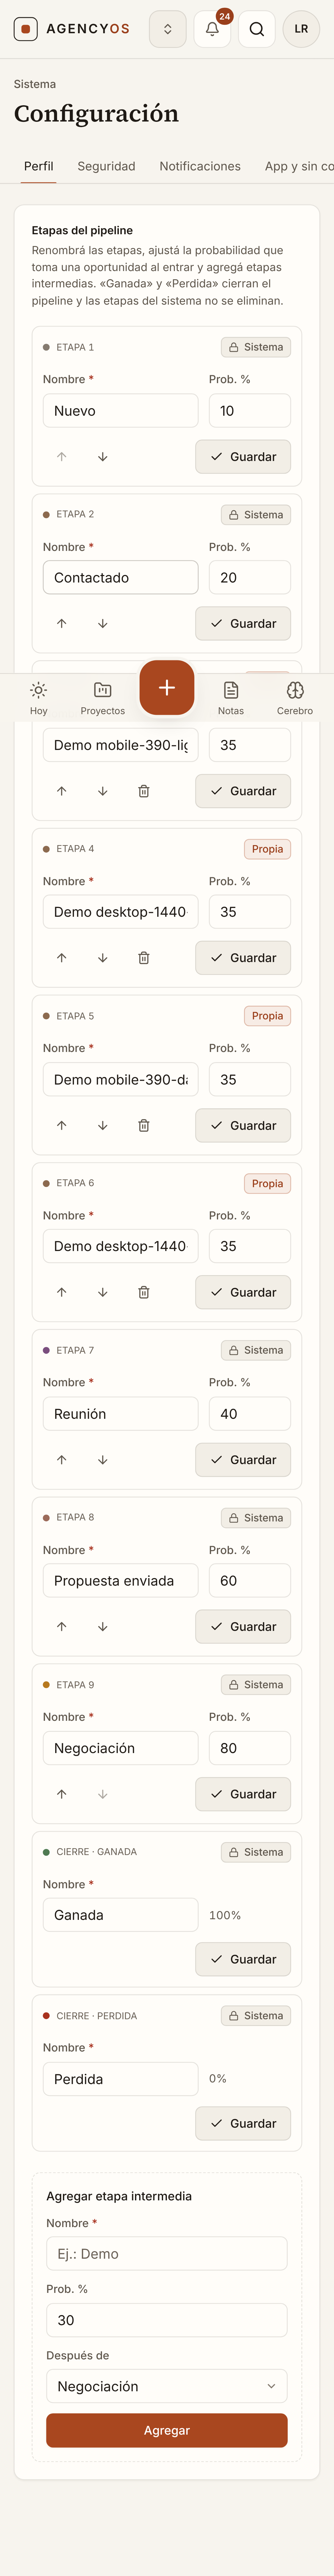 AGENCYOS
24
LR
Sistema
Configuración
Perfil Seguridad Notificaciones App y sin co
Etapas del pipeline
Renombrá las etapas, ajustá la probabilidad que
toma una oportunidad al entrar y agregá etapas
intermedias. «Ganada» y «Perdida» cierran el
pipeline y las etapas del sistema no se eliminan.
ETAPA 1 Sistema
Nombre * Prob. %
Nuevo 10
Guardar
ETAPA 2 Sistema
Nombre * Prob. %
Contactado 20
Guardar
Hoy Proyectos Notas Cerebro
Demo mobile-390-lig 35
Guardar
ETAPA 4 Propia
Nombre * Prob. %
Demo desktop-1440- 35
Guardar
ETAPA 5 Propia
Nombre * Prob. %
Demo mobile-390-da 35
Guardar
ETAPA 6 Propia
Nombre * Prob. %
Demo desktop-1440- 35
Guardar
ETAPA 7 Sistema
Nombre * Prob. %
Reunión 40
Guardar
ETAPA 8 Sistema
Nombre * Prob. %
Propuesta enviada 60
Guardar
ETAPA 9 Sistema
Nombre * Prob. %
Negociación 80
Guardar
CIERRE · GANADA Sistema
Nombre *
Ganada 100%
Guardar
CIERRE · PERDIDA Sistema
Nombre *
Perdida 0%
Guardar
Agregar etapa intermedia
Nombre *
Ej.: Demo
Prob. %
30
Después de
Negociación
Agregar